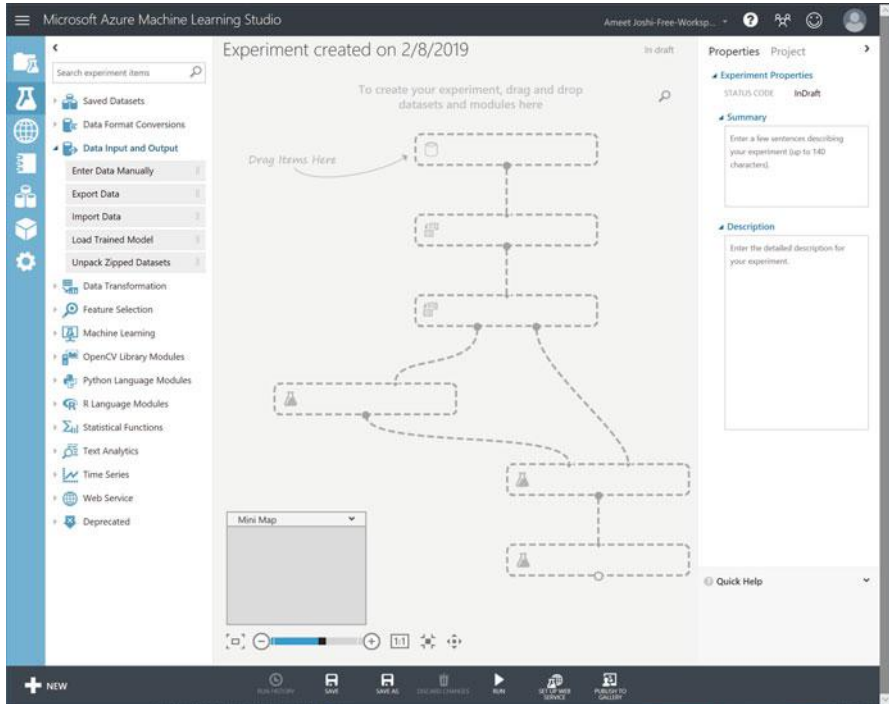 Microsoft Azure Machine Learning Studio
Ameet Joshi-Free-Worksp...
Search experiment items
Saved Datasets
Data Format Conversions
Data Input and Output
Enter Data Manually
Export Data
Import Data
Load Trained Model
Unpack Zipped Datasets
Data Transformation
Feature Selection
Machine Learning
OpenCV Library Modules
Python Language Modules
R Language Modules
Statistical Functions
Text Analytics
Time Series
Web Service
Deprecated
Experiment created on 2/8/2019
In draft
To create your experiment, drag and drop
datasets and modules here
Drag Items Here
Mini Map
1:1
Properties Project
Experiment Properties
STATUS CODE InDraft
Summary
Enter a few sentences describing
your experiment (up to 140
characters).
Description
Enter the detailed description for
your experiment.
Quick Help
NEW
RUN HISTORY
SAVE
SAVE AS
DISCARD CHANGES
RUN
SET UP WEB
SERVICE
PUBLISH TO
GALLERY